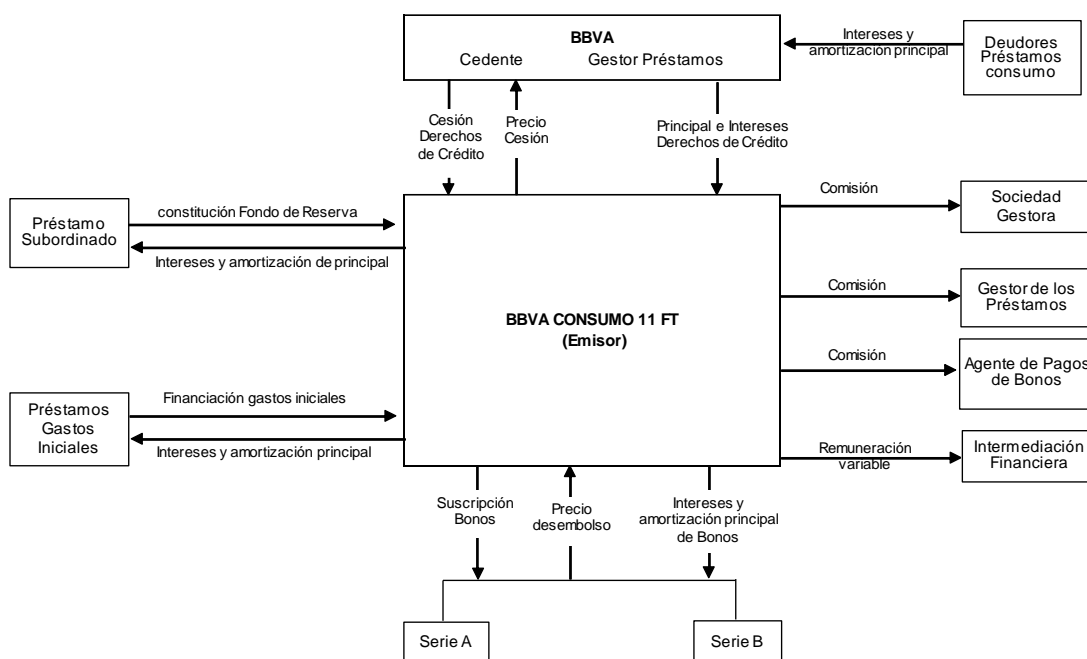 BBVA
Cedente Gestor Préstamos
Intereses y
amortización principal
Deudores
Préstamos
consumo
Cesión
Derechos
de Crédito
Precio
Cesión
Principal e Intereses
Derechos de Crédito
Préstamo
Subordinado
constitución Fondo de Reserva
Intereses y amortización de principal
Comisión
Sociedad
Gestora
BBVA CONSUMO 11 FT
(Emisor)
Comisión
Gestor de los
Préstamos
Comisión
Agente de Pagos
de Bonos
Préstamos
Gastos
Iniciales
Financiación gastos iniciales
Intereses y amortización principal
Remuneración
variable
Intermediación
Financiera
Suscripción
Bonos
Precio
desembolso
Intereses y
amortización principal
de Bonos
Serie A
Serie B